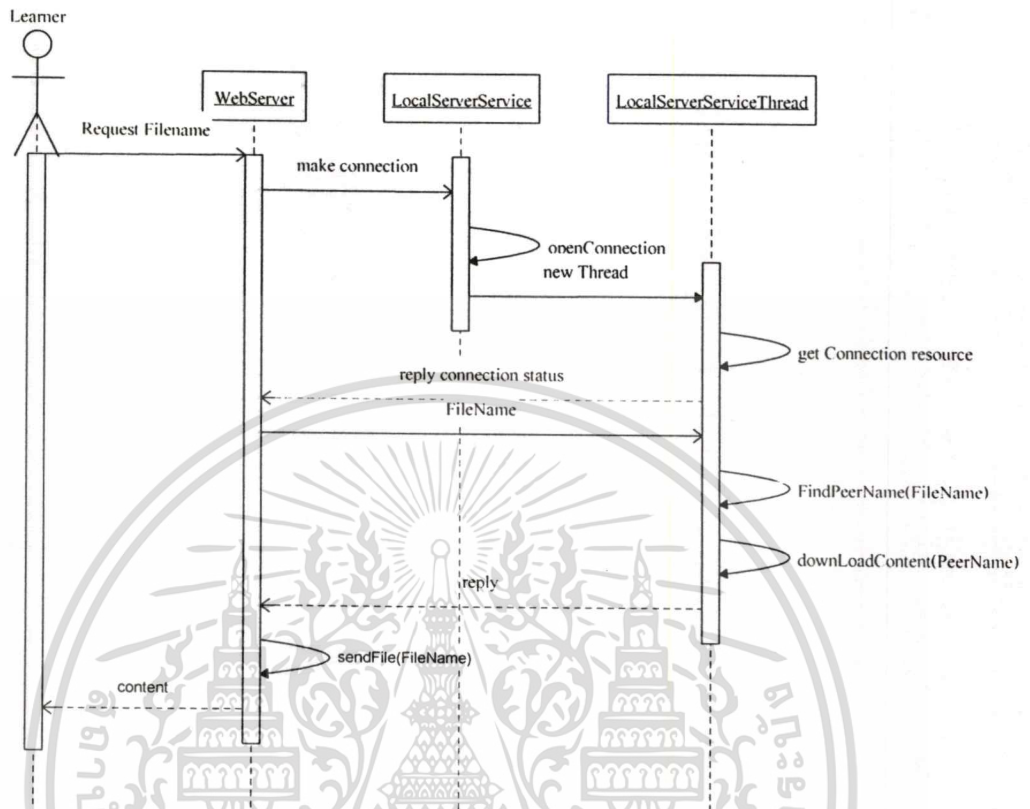 Learner
WebServer
LocalServerService
LocalServerServiceThread
Request Filename
make connection
openConnection
new Thread
get Connection resource
reply connection status
FileName
FindPeerName(FileName)
downLoadContent(PeerName)
reply
sendFile(FileName)
content